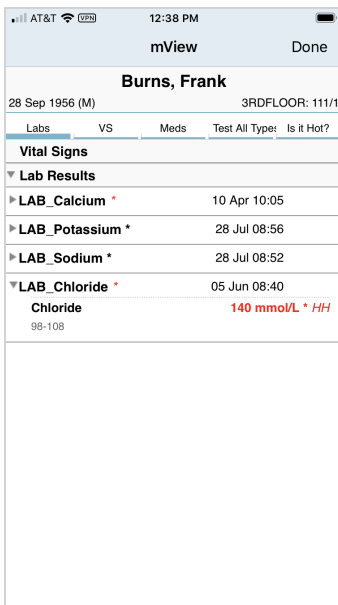 AT&T VPN 12:38 PM
mView Done
Burns, Frank
28 Sep 1956 (M) 3RDFLOOR: 111/1
Labs VS Meds Test All Types Is it Hot?
Vital Signs
Lab Results
LAB_Calcium * 10 Apr 10:05
LAB_Potassium * 28 Jul 08:56
LAB_Sodium * 28 Jul 08:52
LAB_Chloride * 05 Jun 08:40
Chloride 140 mmol/L * HH
98-108